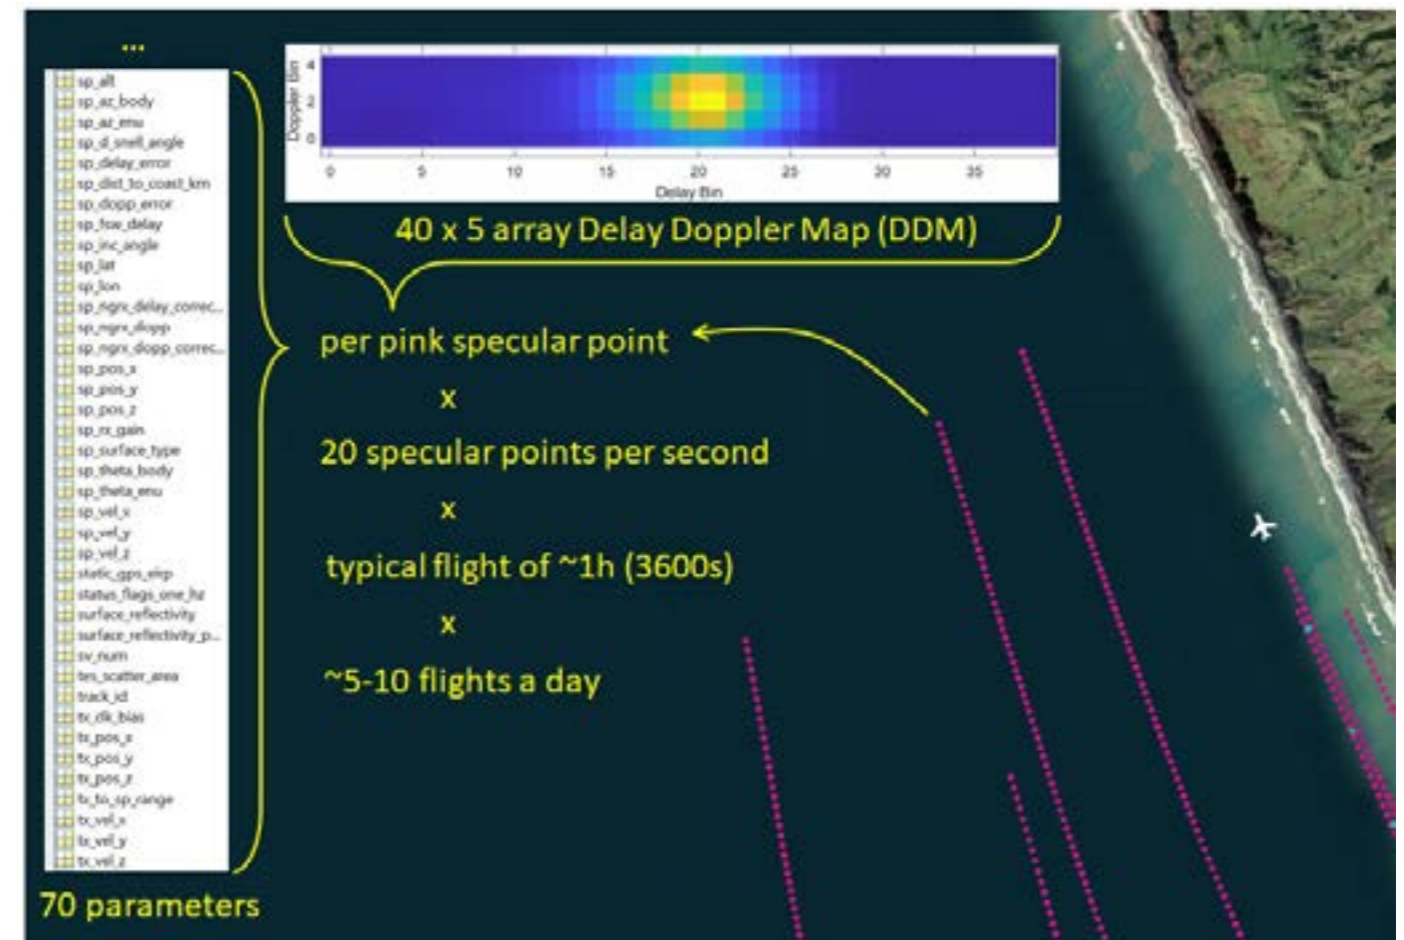 ...
sp_alt
sp_az_body
sp_az_enu
sp_d_snell_angle
sp_delay_error
sp_dist_to_coast_km
sp_dopp_error
sp_fsw_delay
sp_inc_angle
sp_lat
sp_lon
sp_ngrx_delay_correc...
sp_ngrx_dopp
sp_ngrx_dopp_correc...
sp_pos_x
sp_pos_y
sp_pos_z
sp_rx_gain
sp_surface_type
sp_theta_body
sp_theta_enu
sp_vel_x
sp_vel_y
sp_vel_z
static_gps_eirp
status_flags_one_hz
surface_reflectivity
surface_reflectivity_p...
sv_num
tes_scatter_area
track_id
tx_clk_bias
tx_pos_x
tx_pos_y
tx_pos_z
tx_to_sp_range
tx_vel_x
tx_vel_y
tx_vel_z
70 parameters
Doppler Bin
4
2
0
0 5 10 15 20 25 30 35
Delay Bin
40 x 5 array Delay Doppler Map (DDM)
per pink specular point
x
20 specular points per second
x
typical flight of ~1h (3600s)
x
~5-10 flights a day